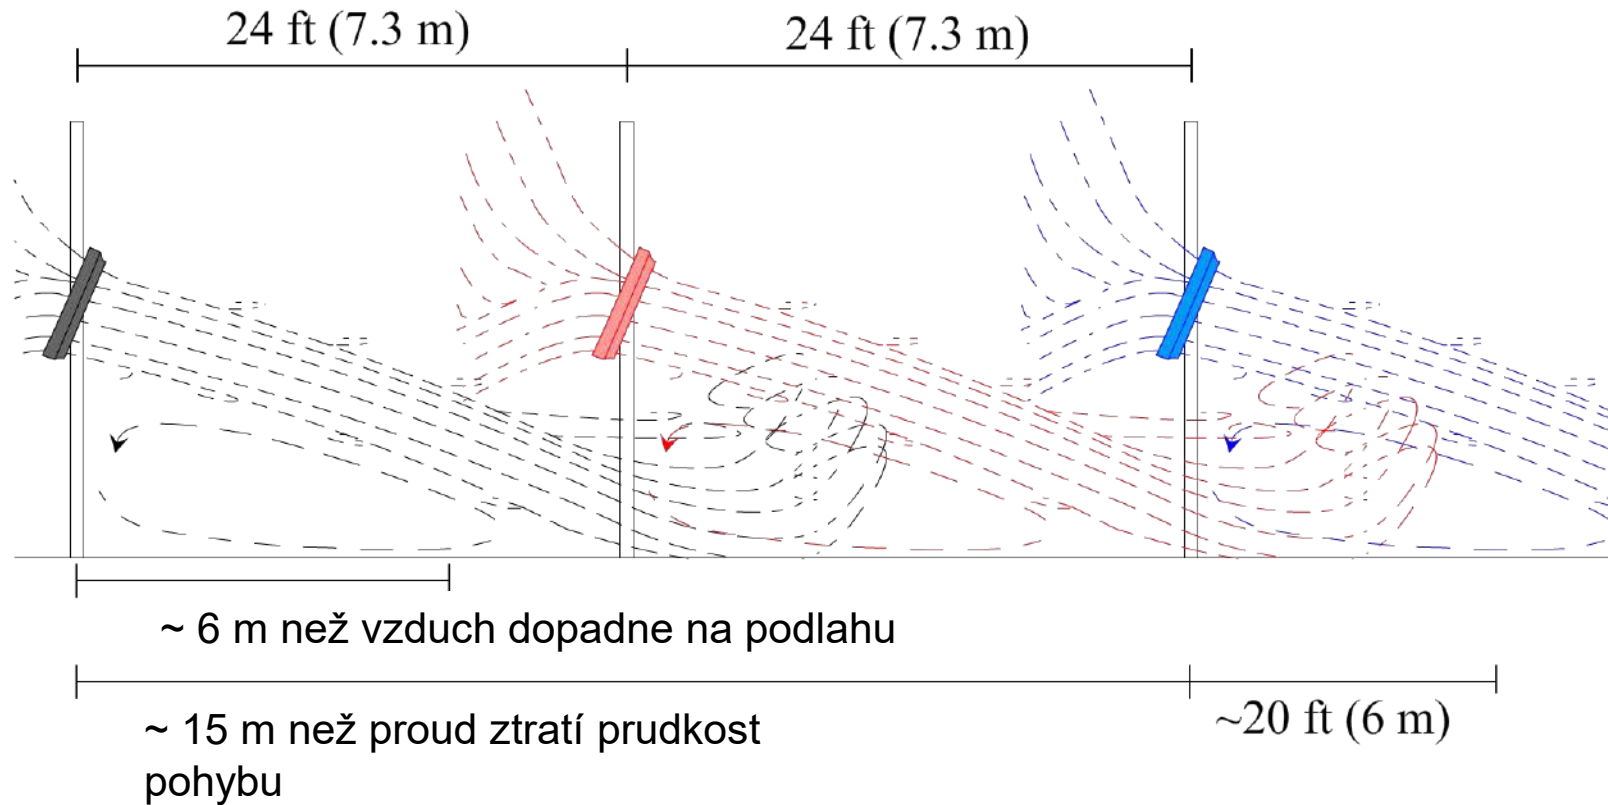 24 ft (7.3 m)
24 ft (7.3 m)
~ 6 m než vzduch dopadne na podlahu
~20 ft (6 m)
~ 15 m než proud ztratí prudkost
pohybu